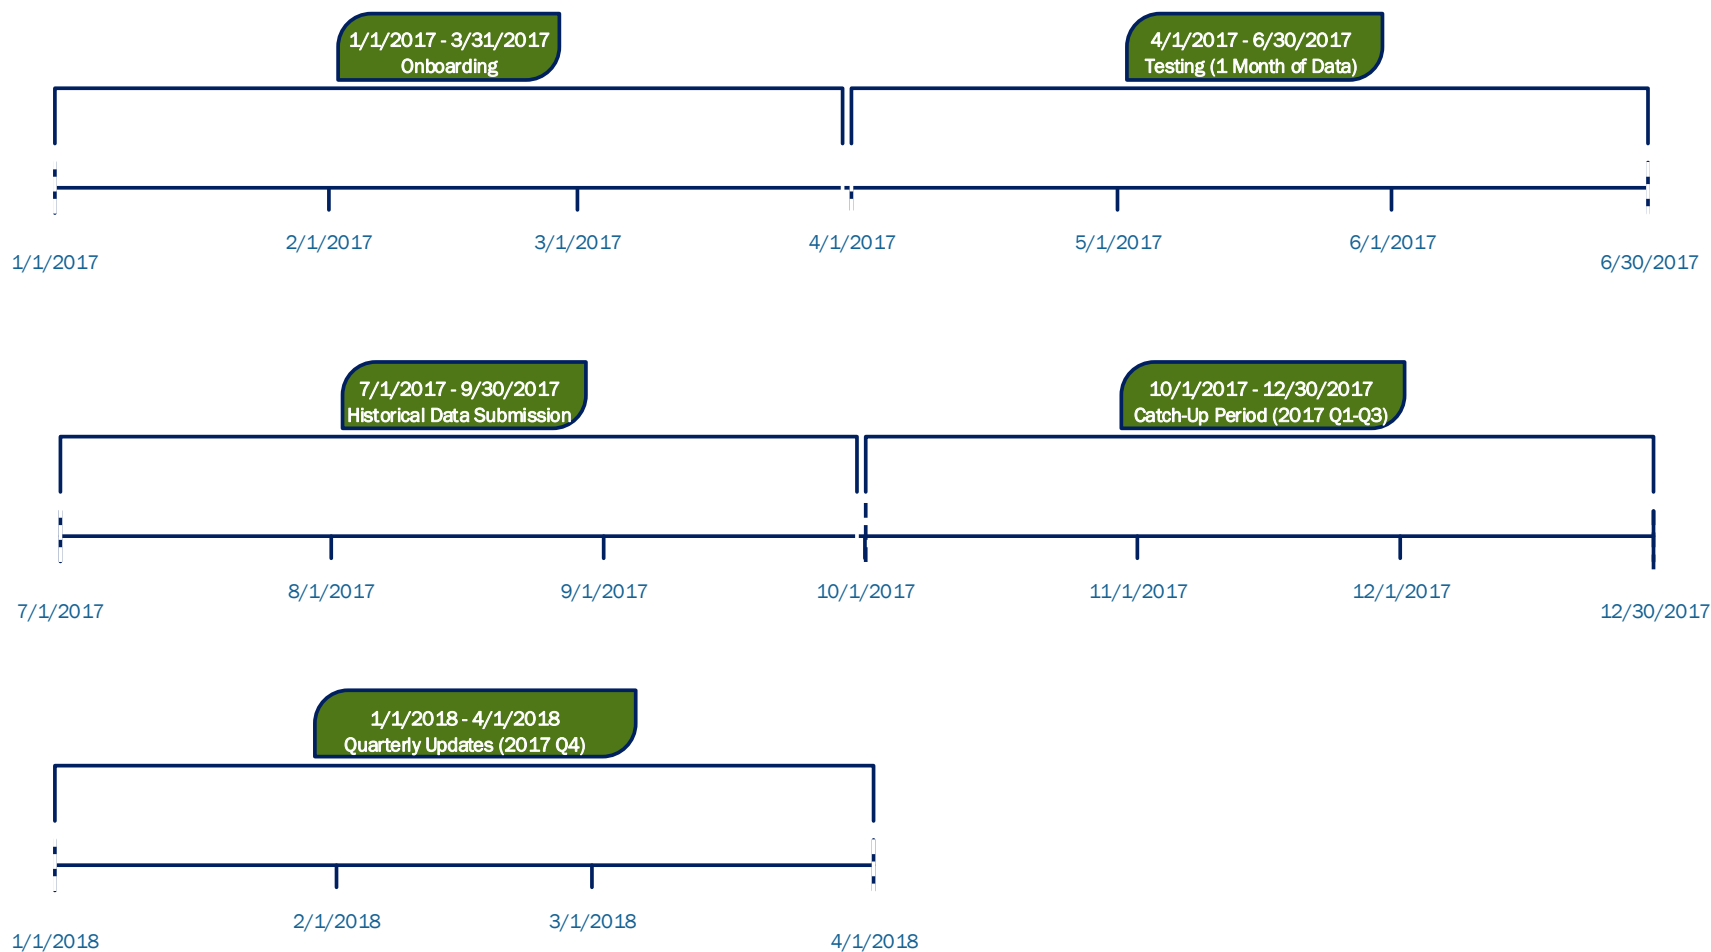 1/1/2017 - 3/31/2017
Onboarding
4/1/2017 - 6/30/2017
Testing (1 Month of Data)
2/1/2017
3/1/2017
4/1/2017
5/1/2017
6/1/2017
1/1/2017
6/30/2017
7/1/2017 - 9/30/2017
Historical Data Submission
10/1/2017 - 12/30/2017
Catch-Up Period (2017 Q1-Q3)
8/1/2017
9/1/2017
10/1/2017
11/1/2017
12/1/2017
7/1/2017
12/30/2017
1/1/2018 - 4/1/2018
Quarterly Updates (2017 Q4)
2/1/2018
3/1/2018
1/1/2018
4/1/2018